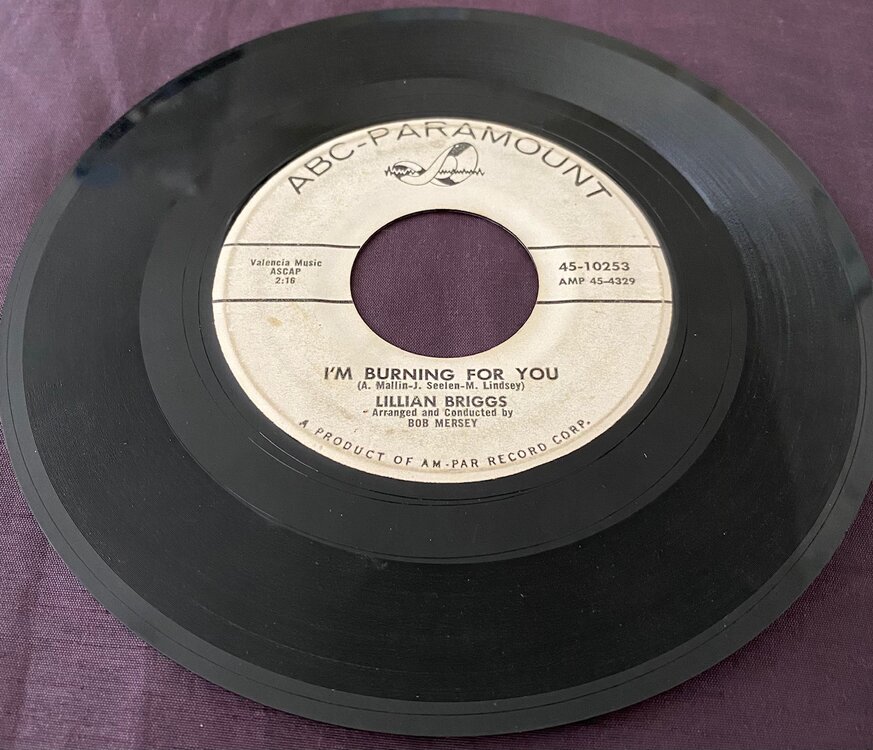 ABC-PARAMOUNT
Valencia Music
ASCAP
2:16
45-10253
AMP 45-4329
I'M BURNING FOR YOU
(A. Mallin-J. Seelen-M. Lindsey)
LILLIAN BRIGGS
Arranged and Conducted by
BOB MERSEY
A PRODUCT OF AM-PAR RECORD CORP.